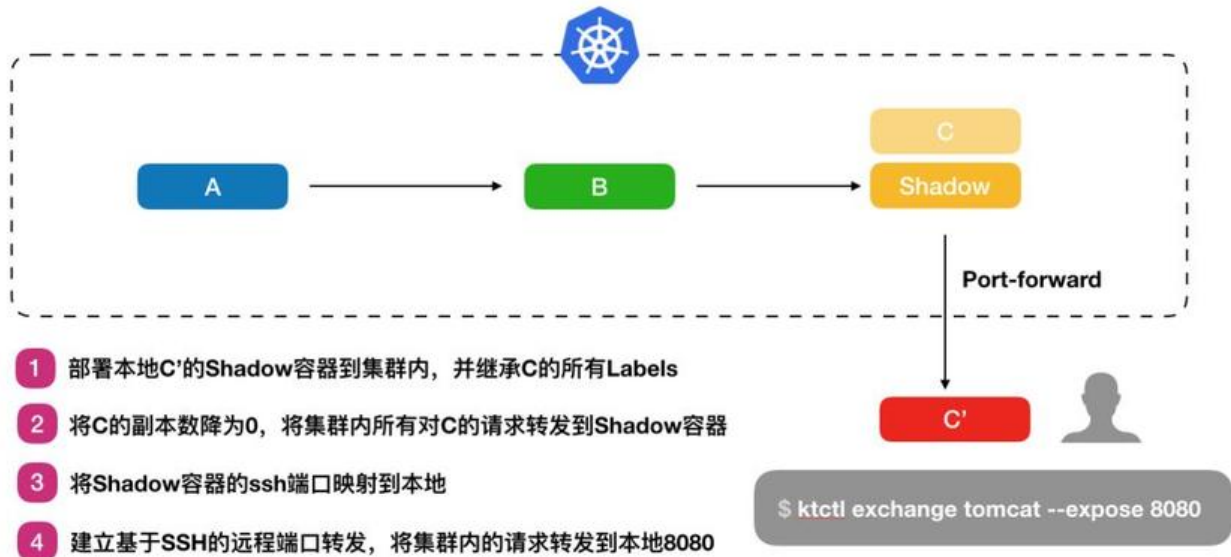 C
A
B
Shadow
Port-forward
1 部署本地C’的Shadow容器到集群内，并继承C的所有Labels
2 将C的副本数降为0，将集群内所有对C的请求转发到Shadow容器
C’
3 将Shadow容器的ssh端口映射到本地
$ ktctl exchange tomcat --expose 8080
4 建立基于SSH的远程端口转发，将集群内的请求转发到本地8080